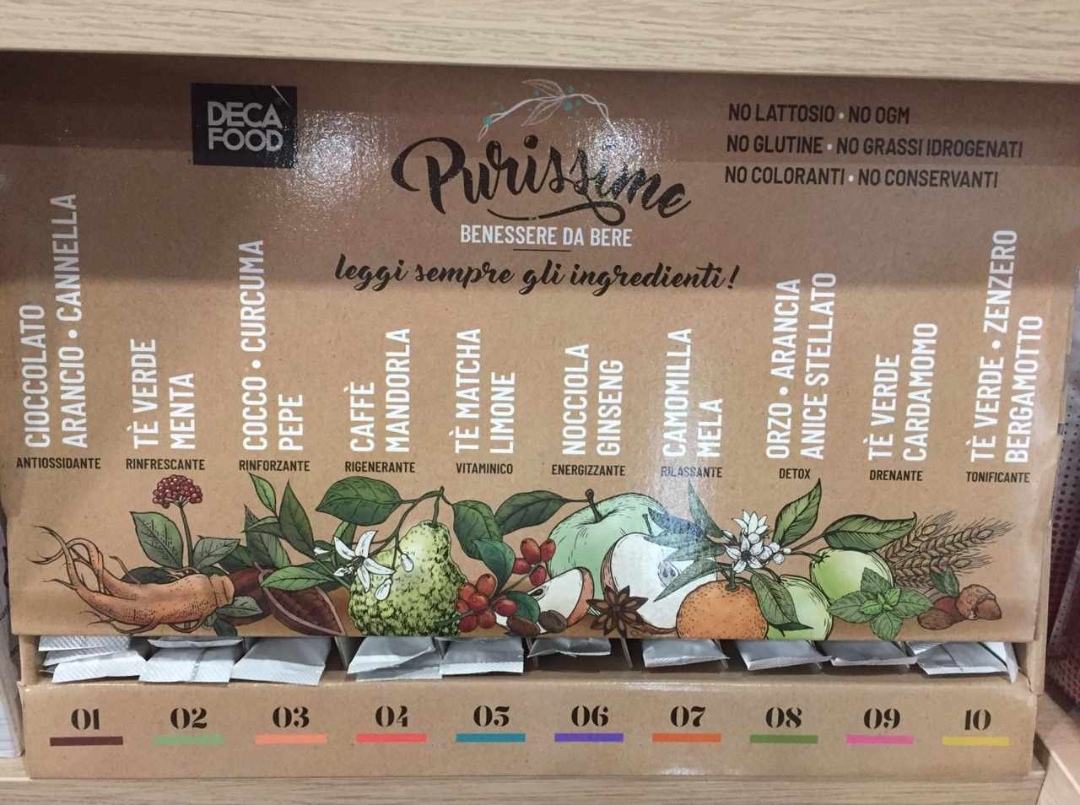 DECA
FOOD
Purissime
BENESSERE DA BERE
leggi sempre gli ingredienti!
NO LATTOSIO • NO OGM
NO GLUTINE • NO GRASSI IDROGENATI
NO COLORANTI • NO CONSERVANTI
CIOCCOLATO
ARANCIO • CANNELLA
ANTIOSSIDANTE
TÈ VERDE
MENTA
RINFRESCANTE
COCCO • CURCUMA
PEPE
RINFORZANTE
CAFFÈ
MANDORLA
RIGENERANTE
TÈ MATCHA
LIMONE
VITAMINICO
NOCCIOLA
GINSENG
ENERGIZZANTE
CAMOMILLA
MELA
RILASSANTE
ORZO • ARANCIA
ANICE STELLATO
DETOX
TÈ VERDE
CARDAMOMO
DRENANTE
TÈ VERDE • ZENZERO
BERGAMOTTO
TONIFICANTE
01 02 03 04 05 06 07 08 09 10